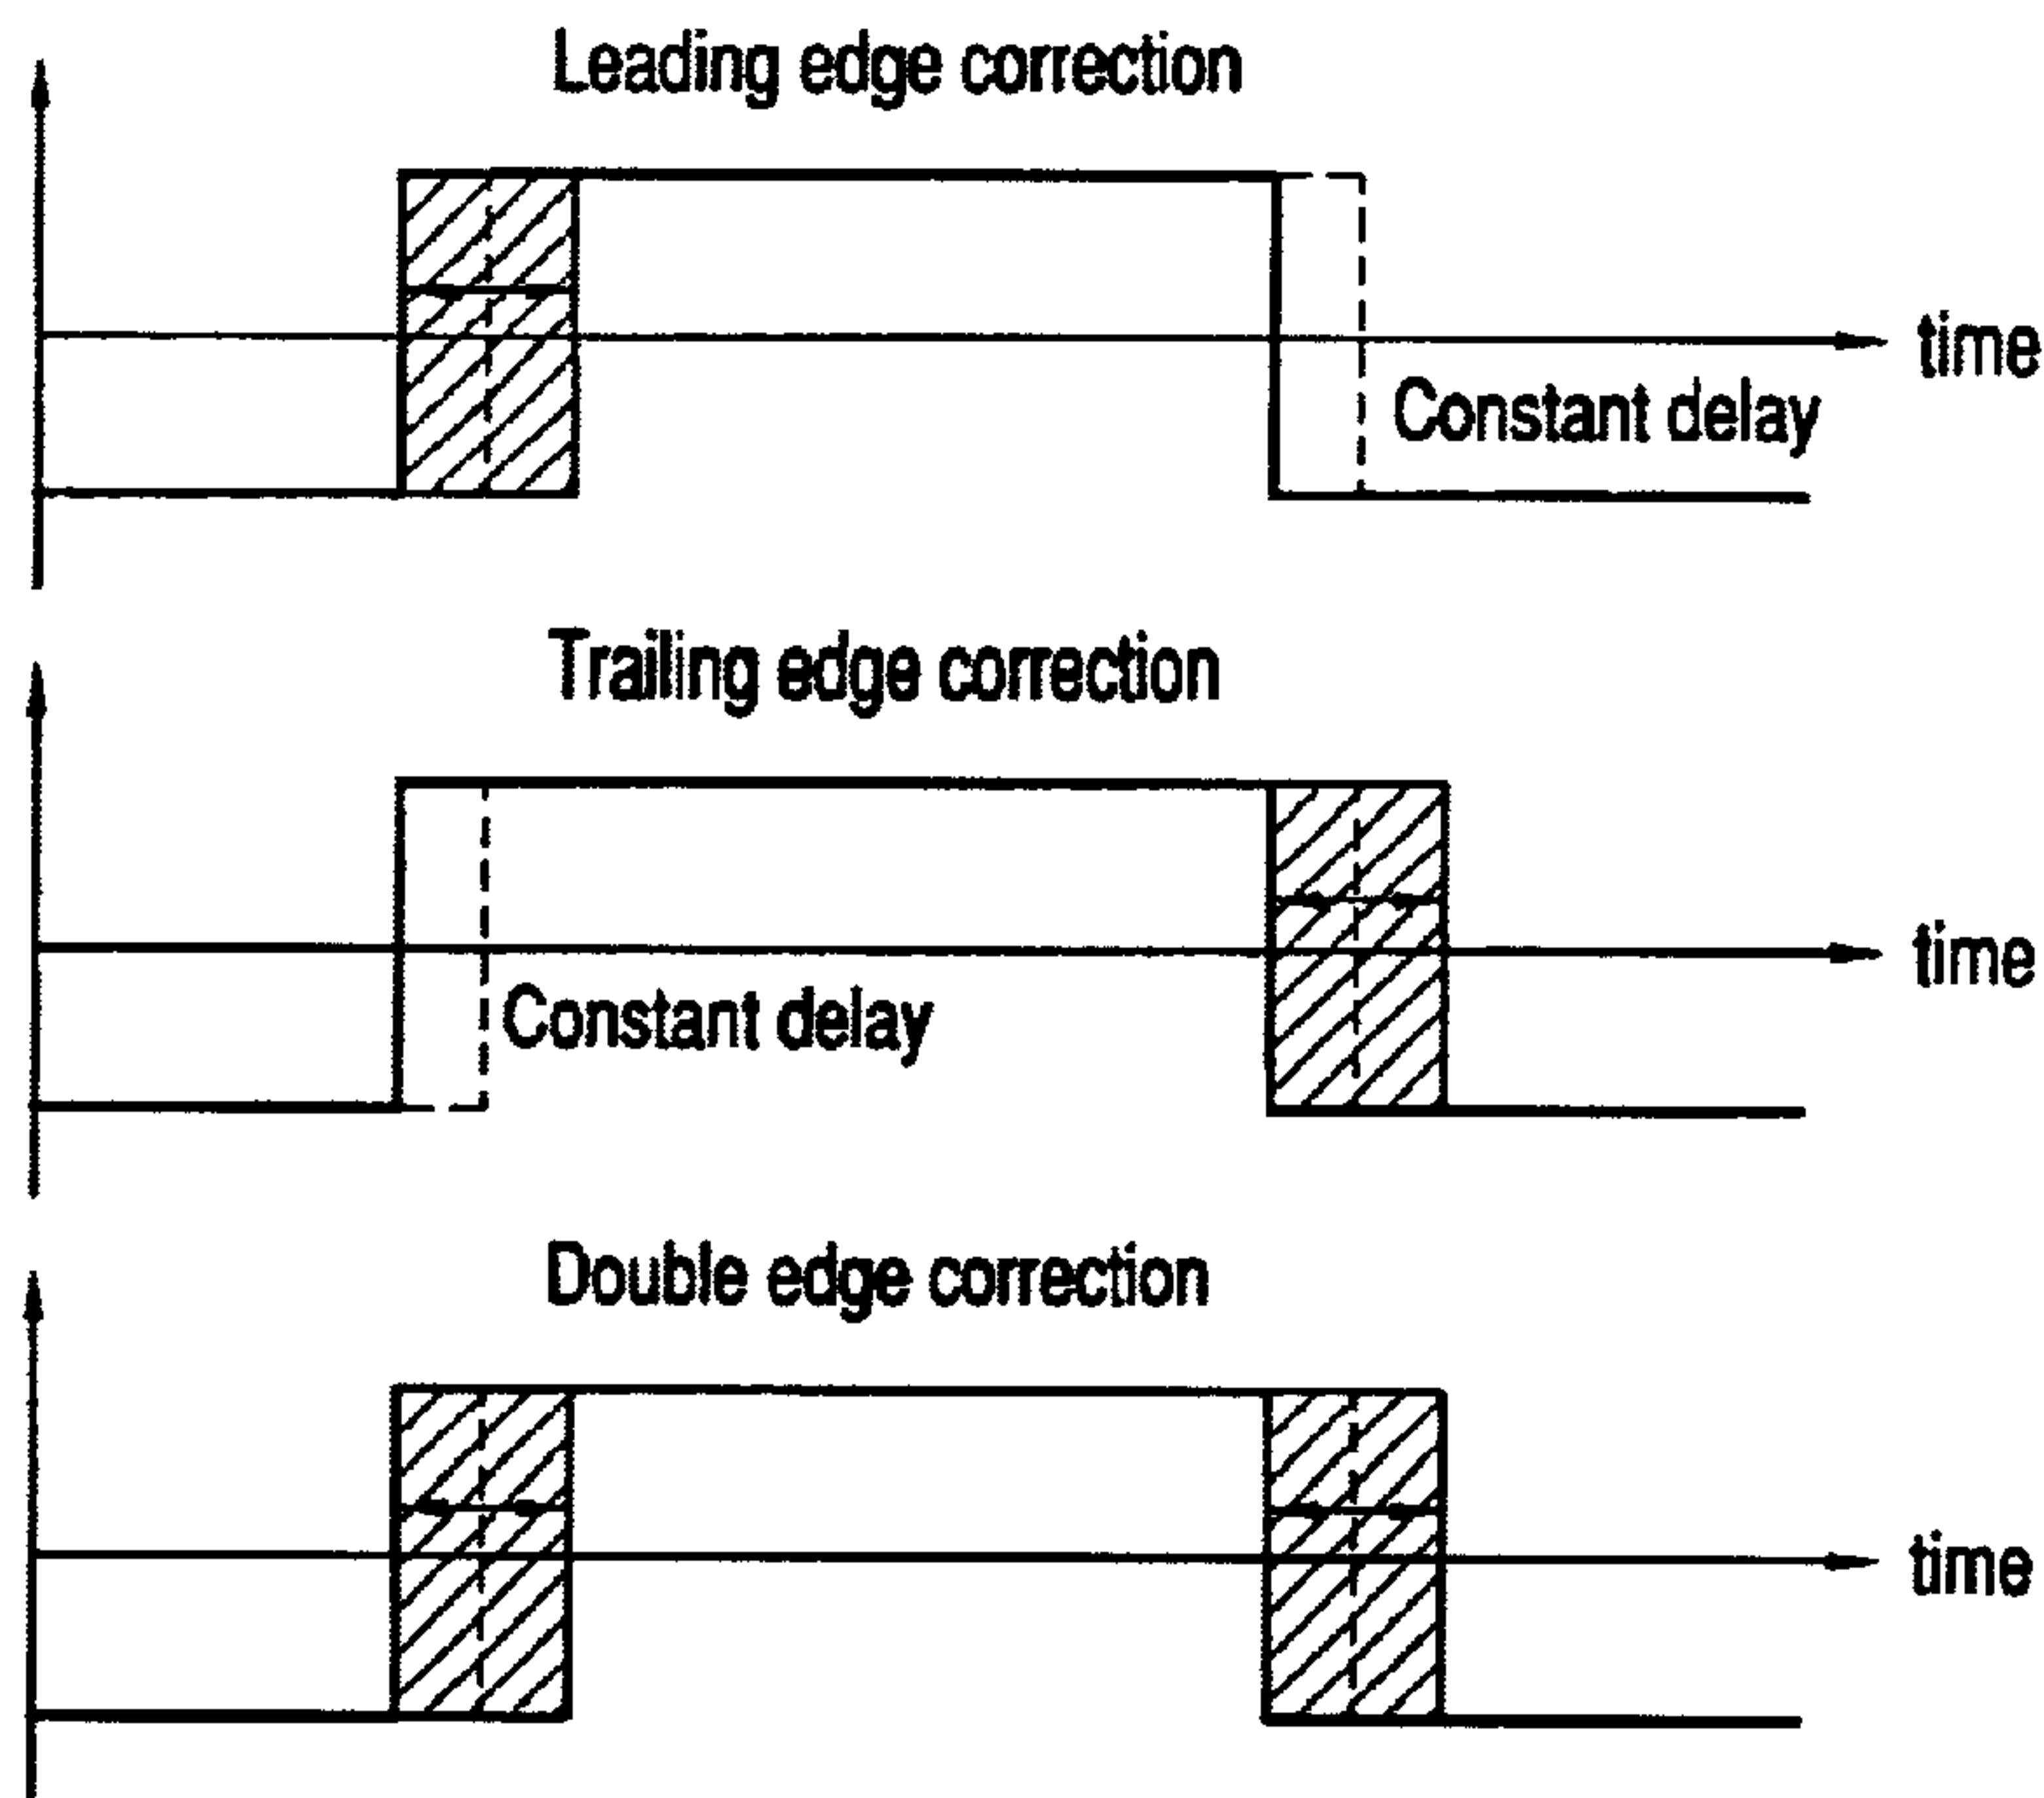 Leading edge correction
time
Constant delay
Trailing edge correction
time
Constant delay
Double edge correction
time